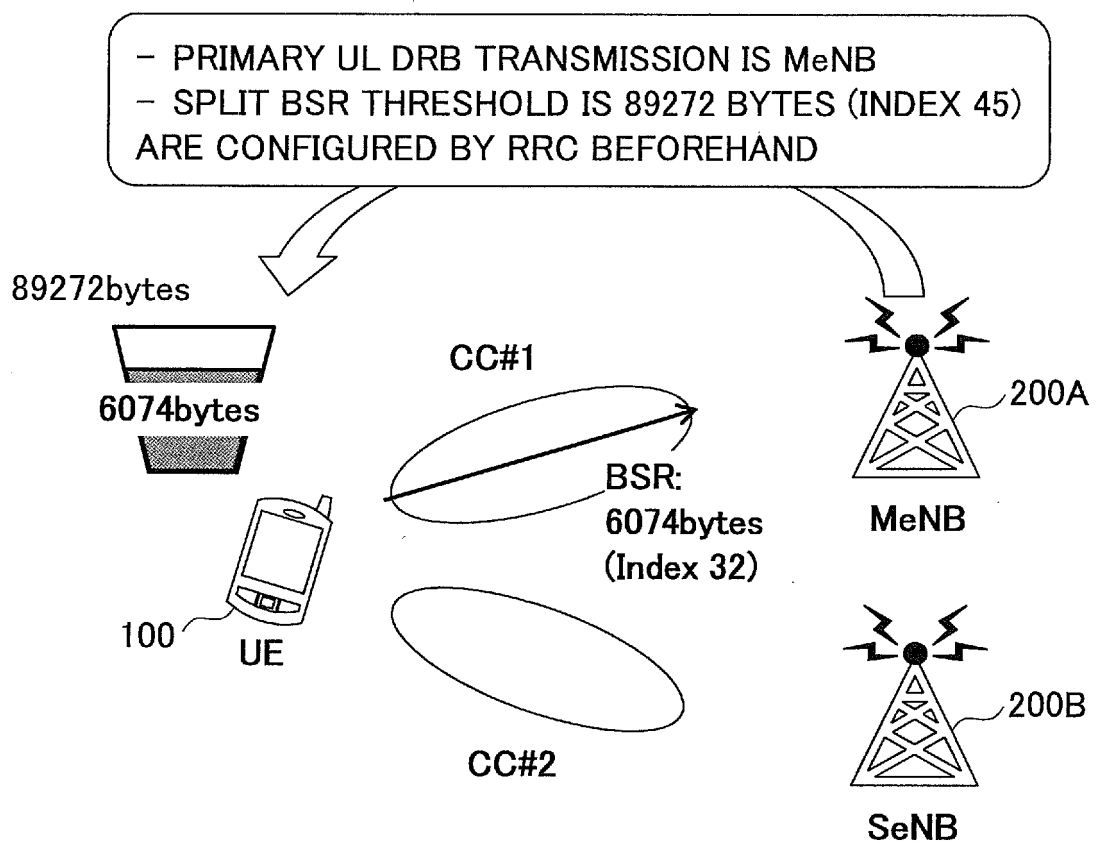 – PRIMARY UL DRB TRANSMISSION IS MeNB
– SPLIT BSR THRESHOLD IS 89272 BYTES (INDEX 45)
ARE CONFIGURED BY RRC BEFOREHAND
89272bytes
6074bytes
CC#1
BSR:
6074bytes
(Index 32)
200A
MeNB
100
UE
CC#2
200B
SeNB